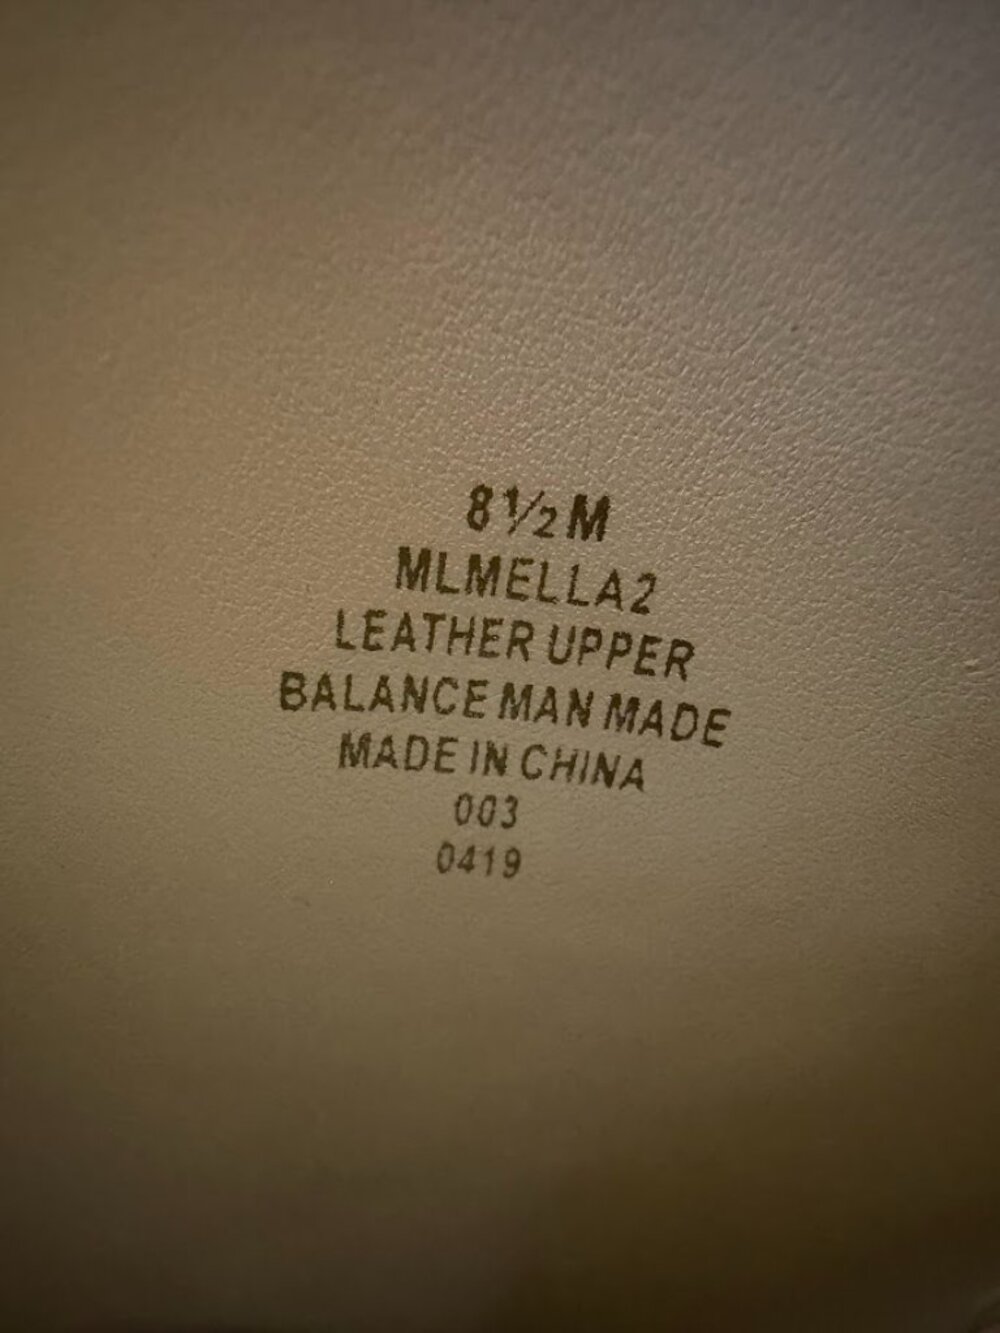 8½M
MLMELLA2
LEATHER UPPER
BALANCE MAN MADE
MADE IN CHINA
003
0419